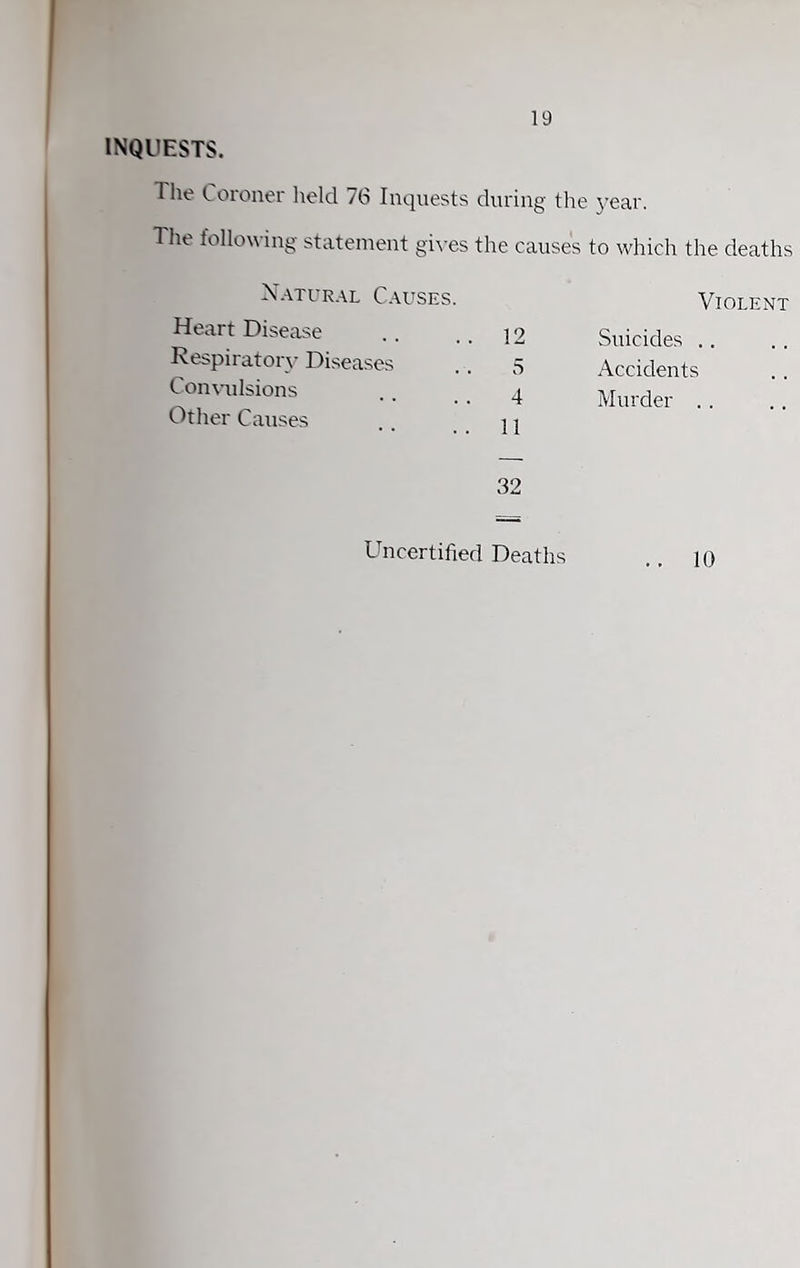 19
INQUESTS.
The Coroner held 76 Inquests during the year.
The following statement gives the causes to which the deaths
NATURAL CAUSES. VIOLENT
Heart Disease .. .. 12 Suicides .. ..
Respiratory Diseases .. 5 Accidents ..
Convulsions .. .. 4 Murder .. ..
Other Causes .. .. 11
32
Uncertified Deaths .. 10